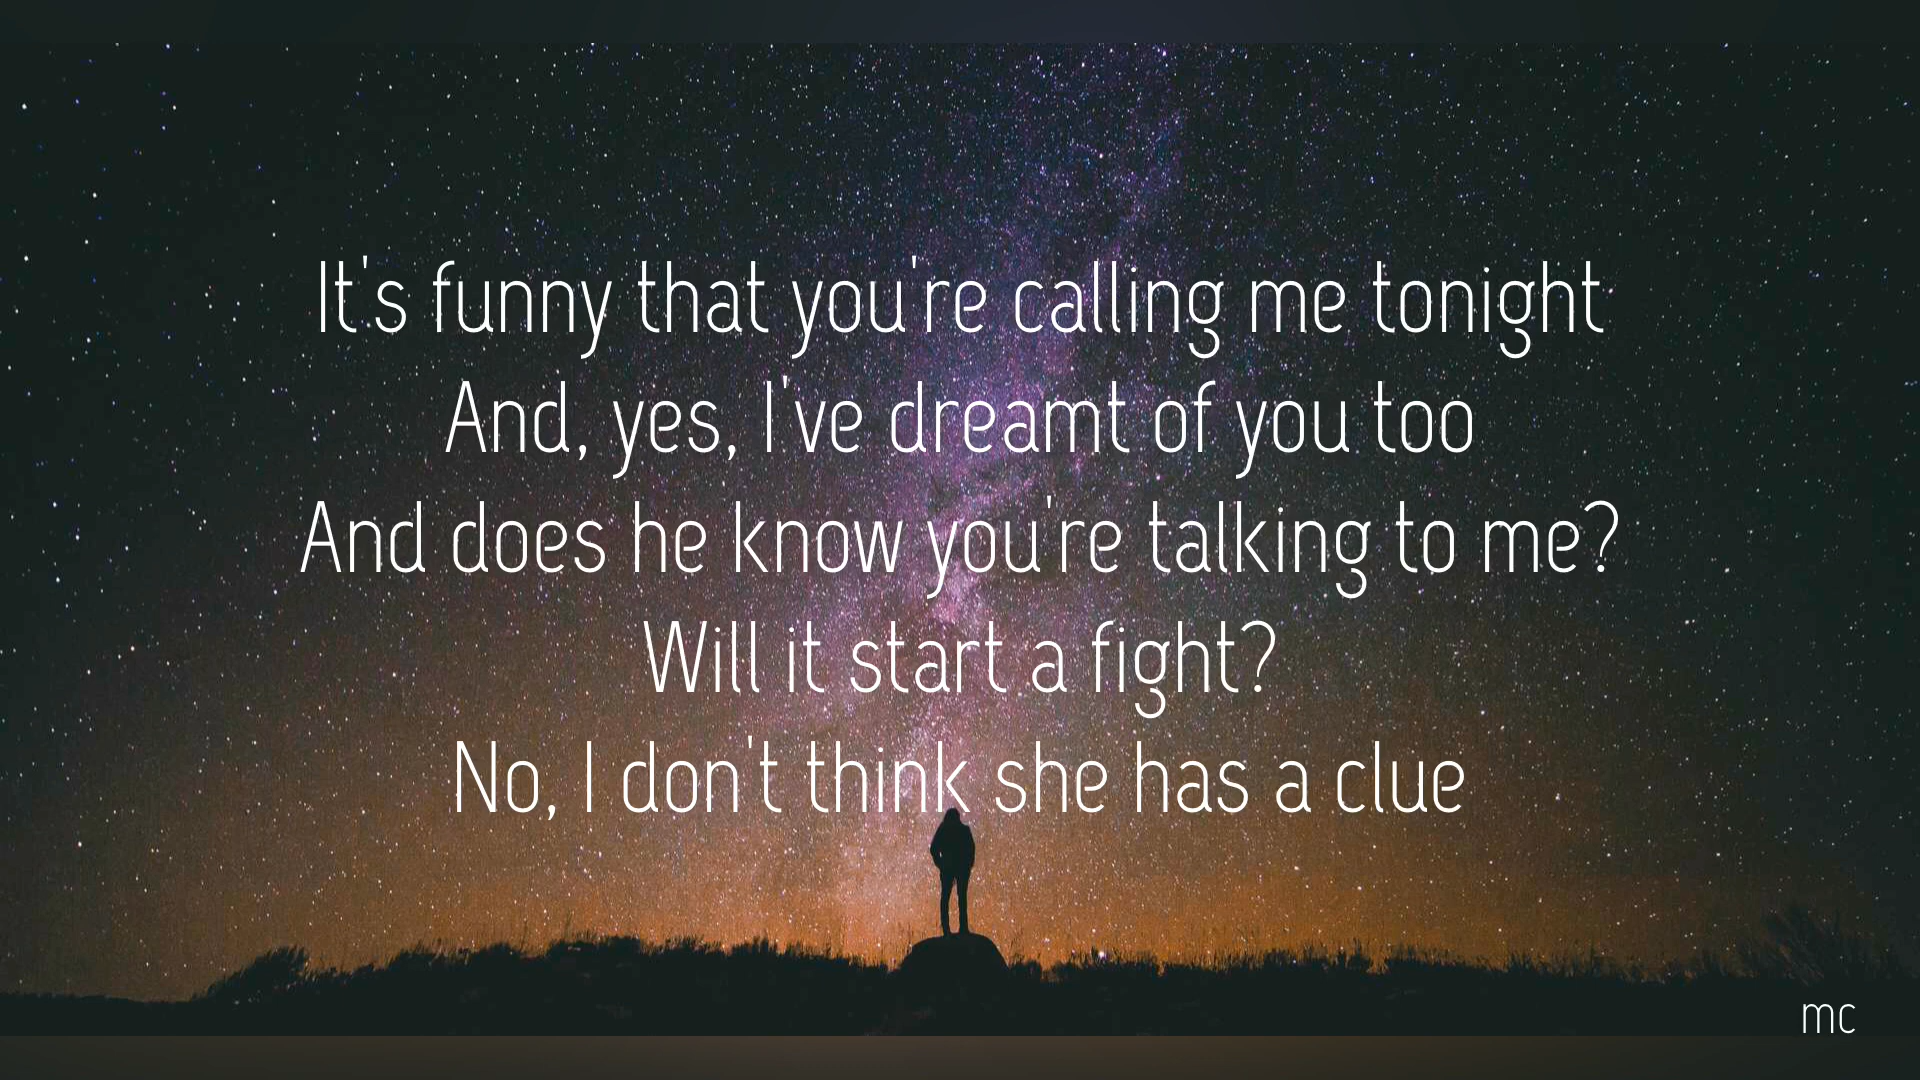 It's funny that you're calling me tonight
And, yes, I've dreamt of you too
And does he know you're talking to me?
Will it start a fight?
No, I don't think she has a clue
mc